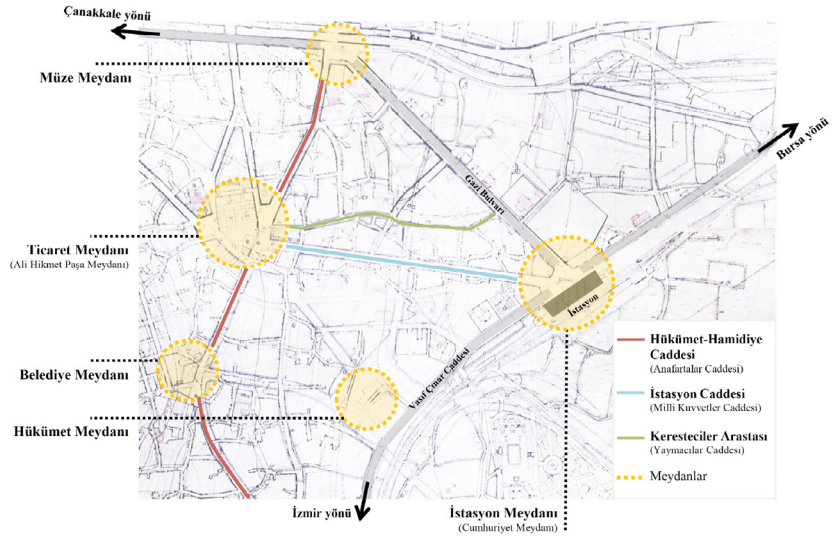 Çanakkale yönü
Müze Meydanı
Bursa yönü
Gazi Bulvarı
Ticaret Meydanı
(Ali Hikmet Paşa Meydanı)
İstasyon
Hükümet-Hamidiye
Caddesi
(Anafartalar Caddesi)
Vasıf Çınar Caddesi
Belediye Meydanı
İstasyon Caddesi
(Milli Kuvvetler Caddesi)
Hükümet Meydanı
Keresteciler Arastası
(Yaymacılar Caddesi)
Meydanlar
İzmir yönü
İstasyon Meydanı
(Cumhuriyet Meydanı)